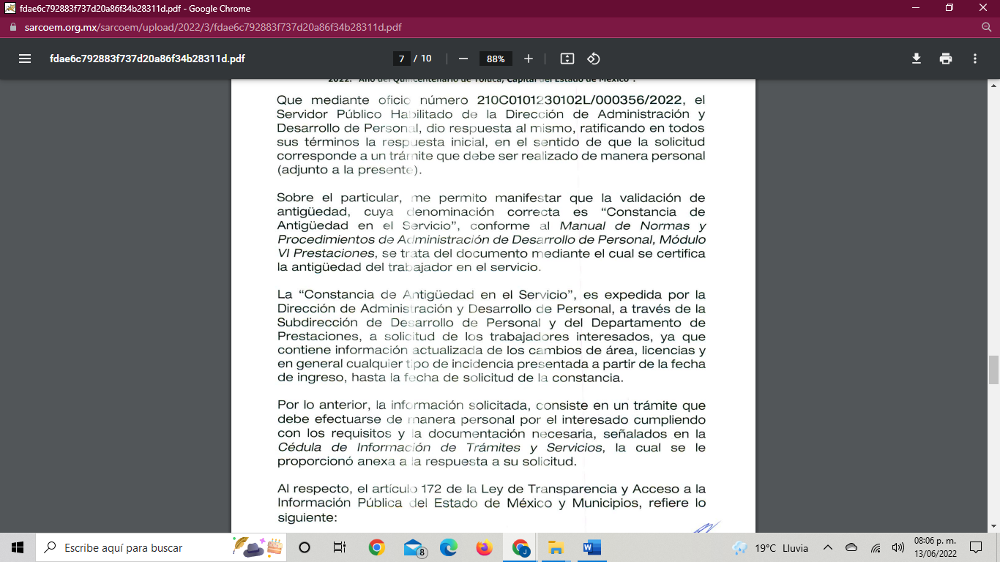 fdae6c792883f737d20a86f34b28311d.pdf - Google Chrome
sarcoem.org.mx/sarcoem/upload/2022/3/fdae6c792883f737d20a86f34b28311d.pdf
fdae6c792883f737d20a86f34b28311d.pdf
7 / 10
88%
2022. "Año del Quincentenario de Toluca, Capital del Estado de México".
Que mediante oficio número 210C0101230102L/000356/2022, el
Servidor Público Habilitado de la Dirección de Administración y
Desarrollo de Personal, dio respuesta al mismo, ratificando en todos
sus términos la respuesta inicial, en el sentido de que la solicitud
corresponde a un trámite que debe ser realizado de manera personal
(adjunto a la presente).
Sobre el particular, me permito manifestar que la validación de
antigüedad, cuya denominación correcta es "Constancia de
Antigüedad en el Servicio", conforme al Manual de Normas y
Procedimientos de Administración de Desarrollo de Personal, Módulo
VI Prestaciones, se trata del documento mediante el cual se certifica
la antigüedad del trabajador en el servicio.
La "Constancia de Antigüedad en el Servicio", es expedida por la
Dirección de Administración y Desarrollo de Personal, a través de la
Subdirección de Desarrollo de Personal y del Departamento de
Prestaciones, a solicitud de los trabajadores interesados, ya que
contiene información actualizada de los cambios de área, licencias y
en general cualquier tipo de incidencia presentada a partir de la fecha
de ingreso, hasta la fecha de solicitud de la constancia.
Por lo anterior, la información solicitada, consiste en un trámite que
debe efectuarse de manera personal por el interesado cumpliendo
con los requisitos y la documentación necesaria, señalados en la
Cédula de Información de Trámites y Servicios, la cual se le
proporcionó anexa a la respuesta a su solicitud.
Al respecto, el artículo 172 de la Ley de Transparencia y Acceso a la
Información Pública del Estado de México y Municipios, refiere lo
siguiente:
Escribe aquí para buscar
8
J
19°C Lluvia
08:06 p. m.
13/06/2022